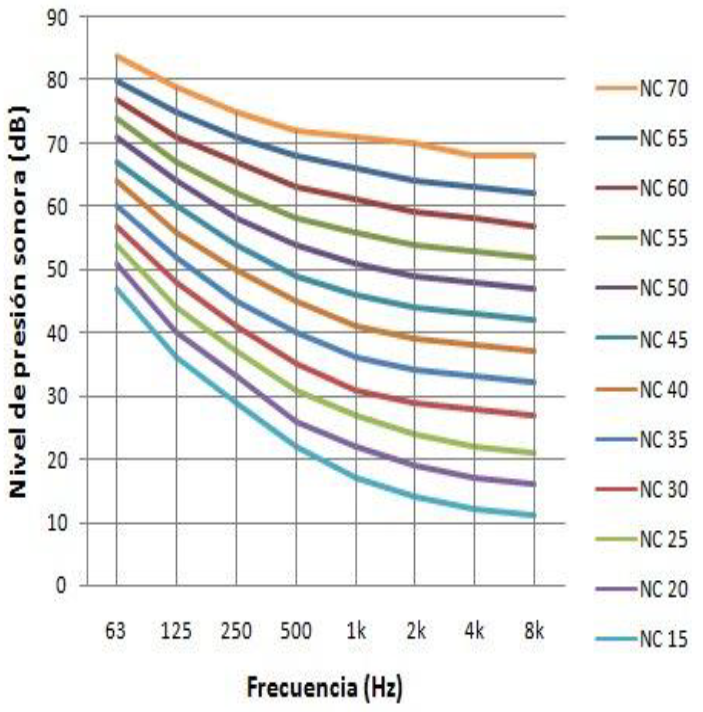 Nivel de presión sonora (dB)
90
80
70
60
50
40
30
20
10
0
63 125 250 500 1k 2k 4k 8k
Frecuencia (Hz)
NC 70
NC 65
NC 60
NC 55
NC 50
NC 45
NC 40
NC 35
NC 30
NC 25
NC 20
NC 15